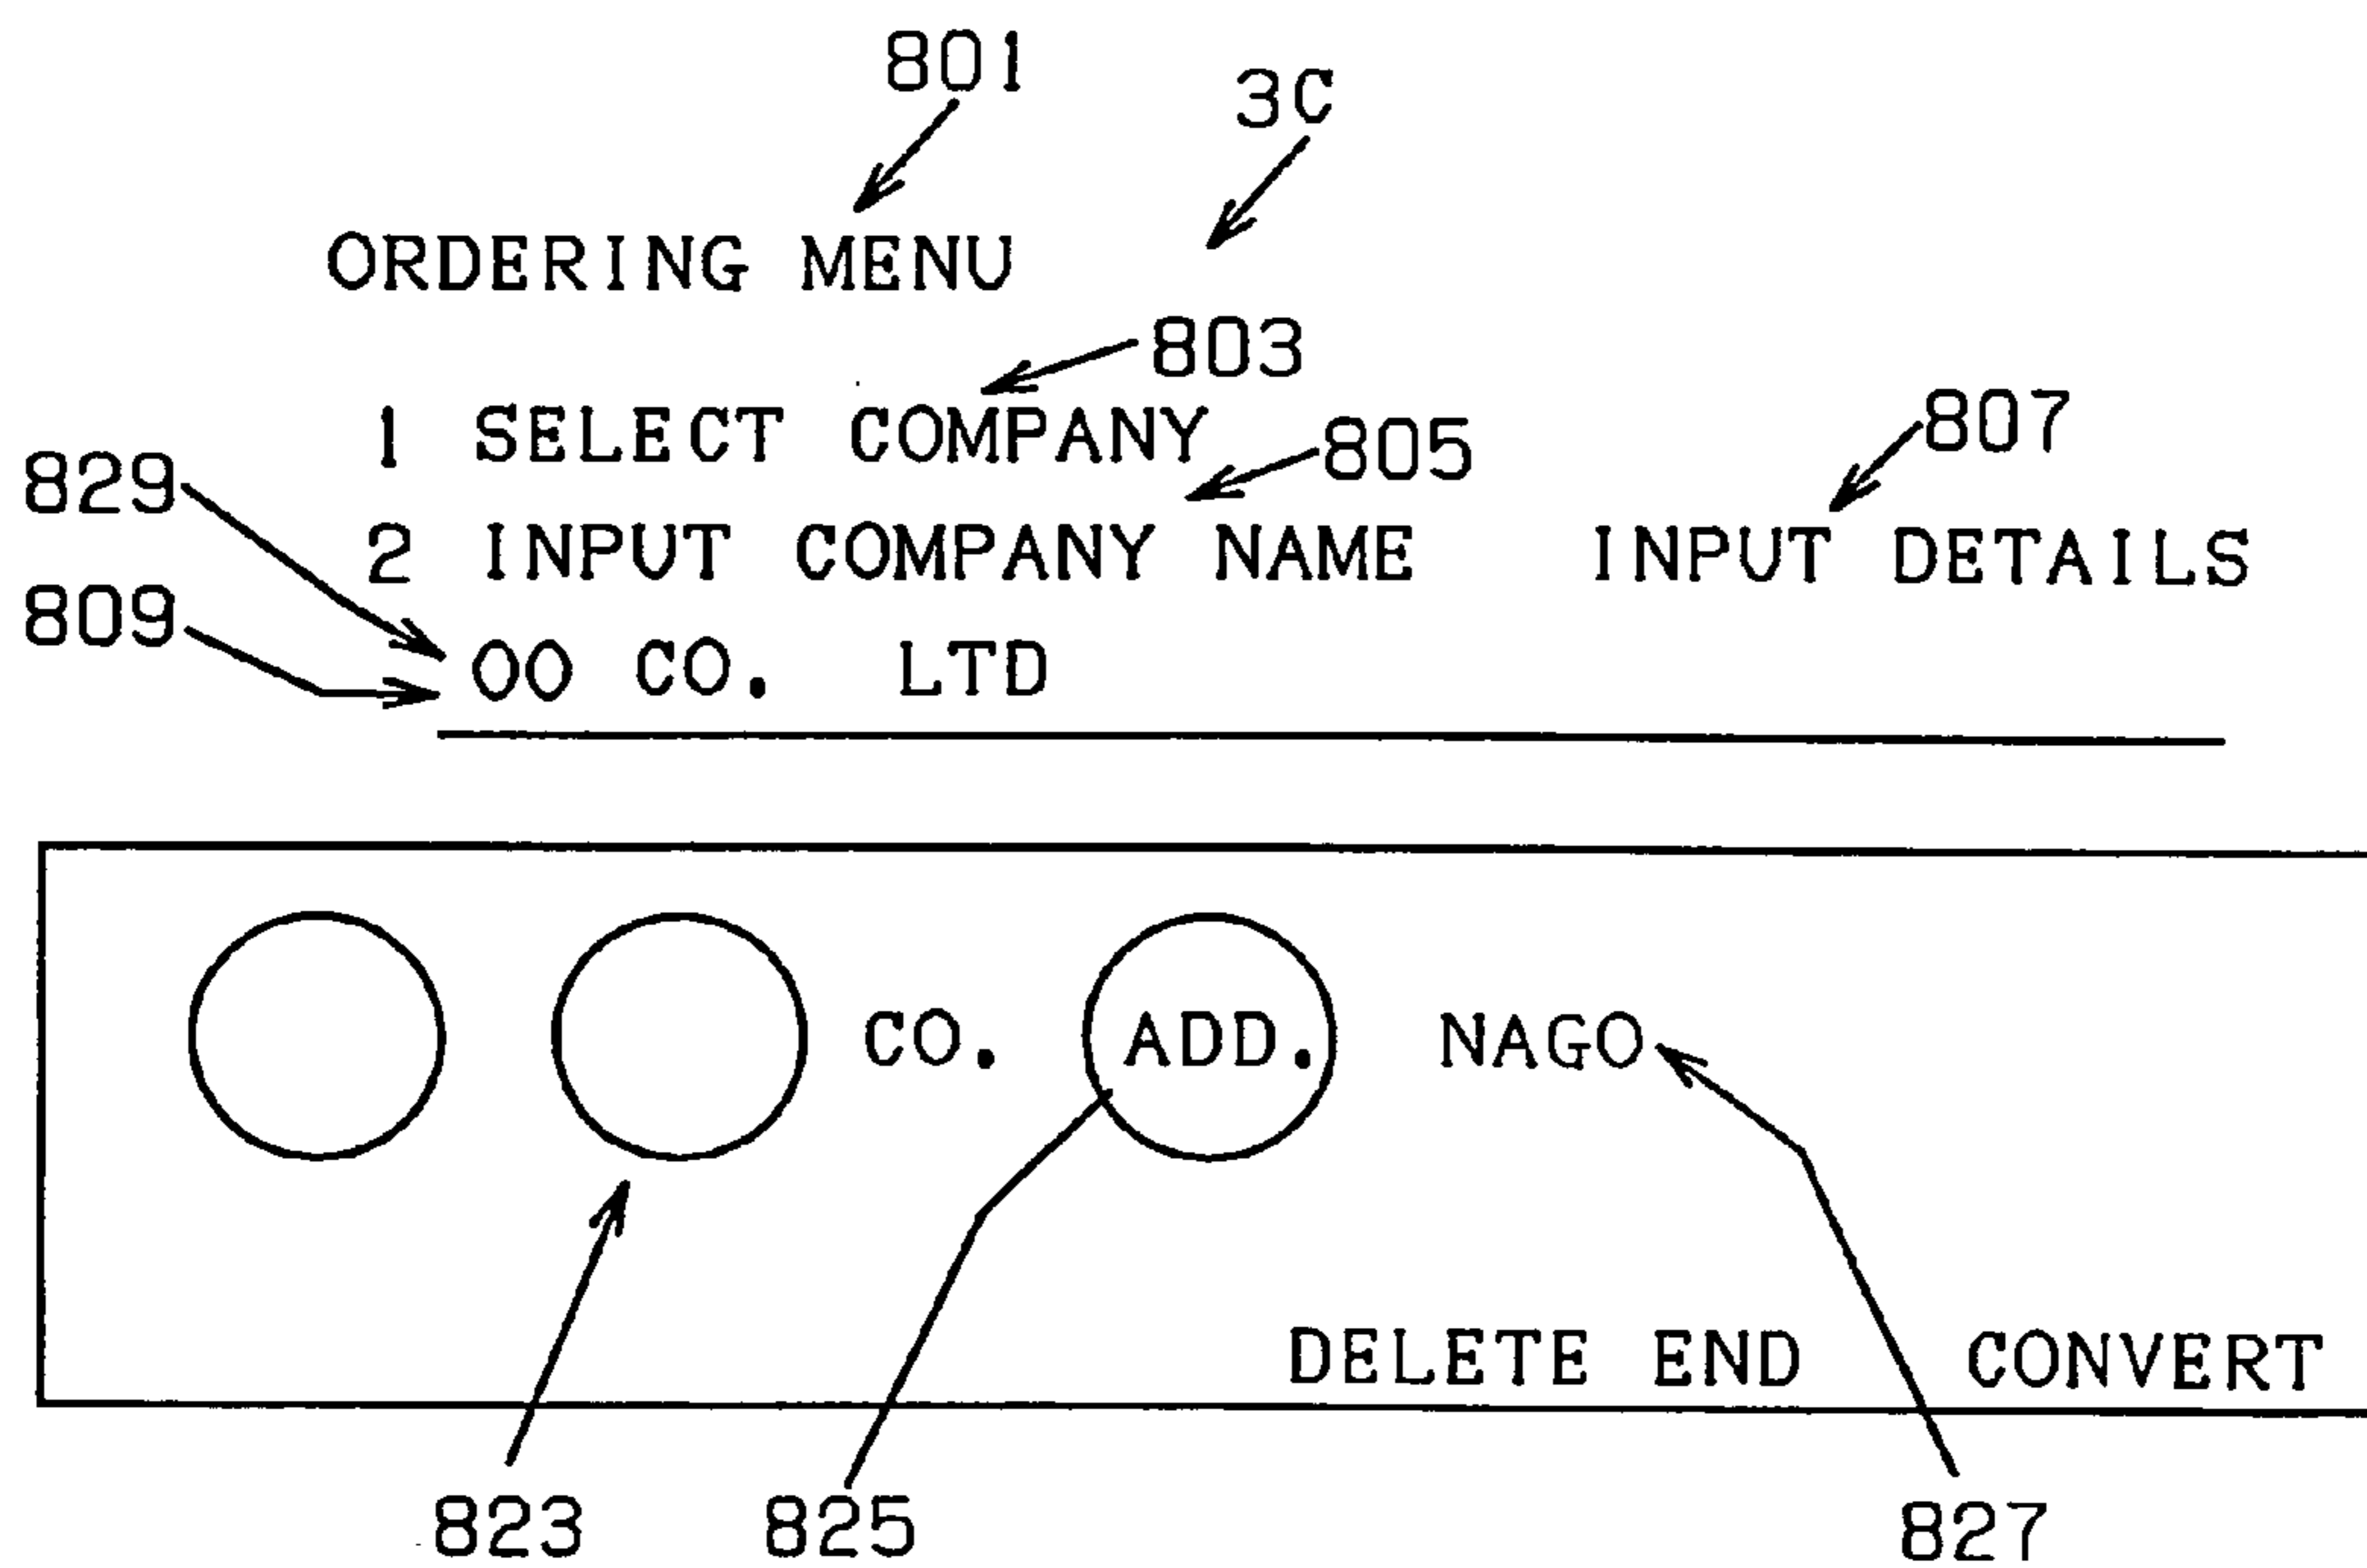 801
3C
ORDERING MENU
803
1 SELECT COMPANY
805
807
829
2 INPUT COMPANY NAME INPUT DETAILS
809
OO CO. LTD
CO. ADD. NAGO
DELETE END CONVERT
823 825 827